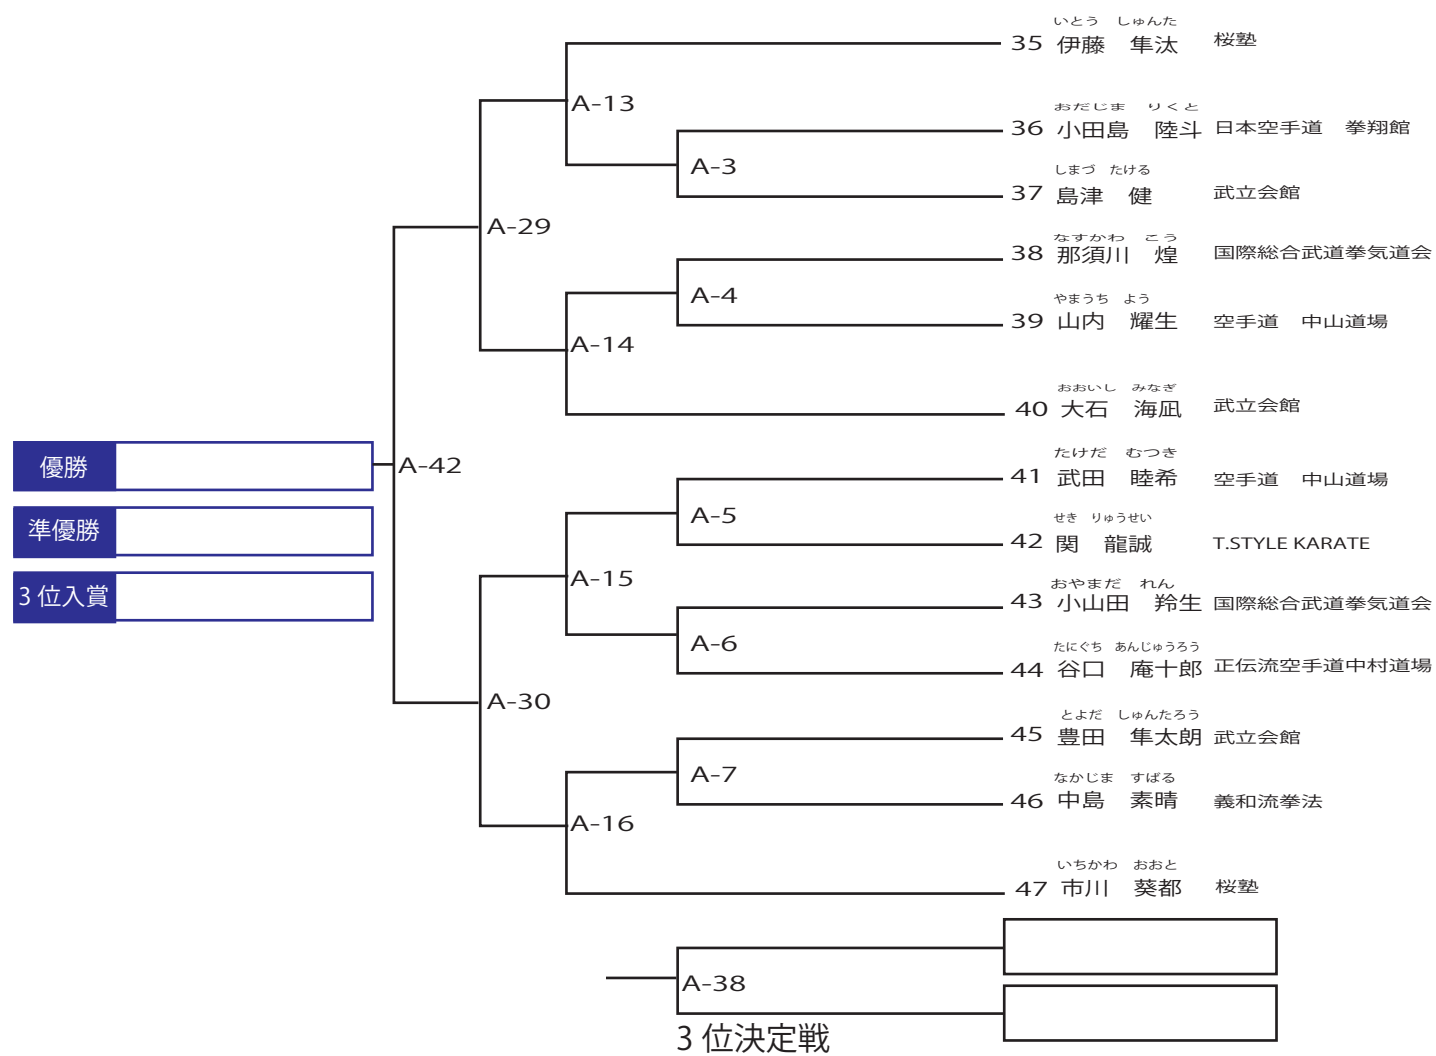 いとう　しゅんた
35 伊藤　隼汰 桜塾
A-13
おだじま　りくと
36 小田島　陸斗 日本空手道　拳翔館
A-3
しまづ　たける
37 島津　健 武立会館
A-29
なすかわ　こう
38 那須川　煌 国際総合武道拳気道会
A-4
やまうち　よう
39 山内　耀生 空手道　中山道場
A-14
おおいし　みなぎ
40 大石　海凪 武立会館
優勝
A-42
たけだ　むつき
41 武田　睦希 空手道　中山道場
A-5
準優勝
せき　りゅうせい
42 関　龍誠 T.STYLE KARATE
A-15
3 位入賞
おやまだ　れん
43 小山田　羚生 国際総合武道拳気道会
A-6
たにぐち　あんじゅうろう
44 谷口　庵十郎 正伝流空手道中村道場
A-30
とよだ　しゅんたろう
45 豊田　隼太朗 武立会館
A-7
なかじま　すばる
46 中島　素晴 義和流拳法
A-16
いちかわ　おおと
47 市川　葵都 桜塾
A-38
3 位決定戦